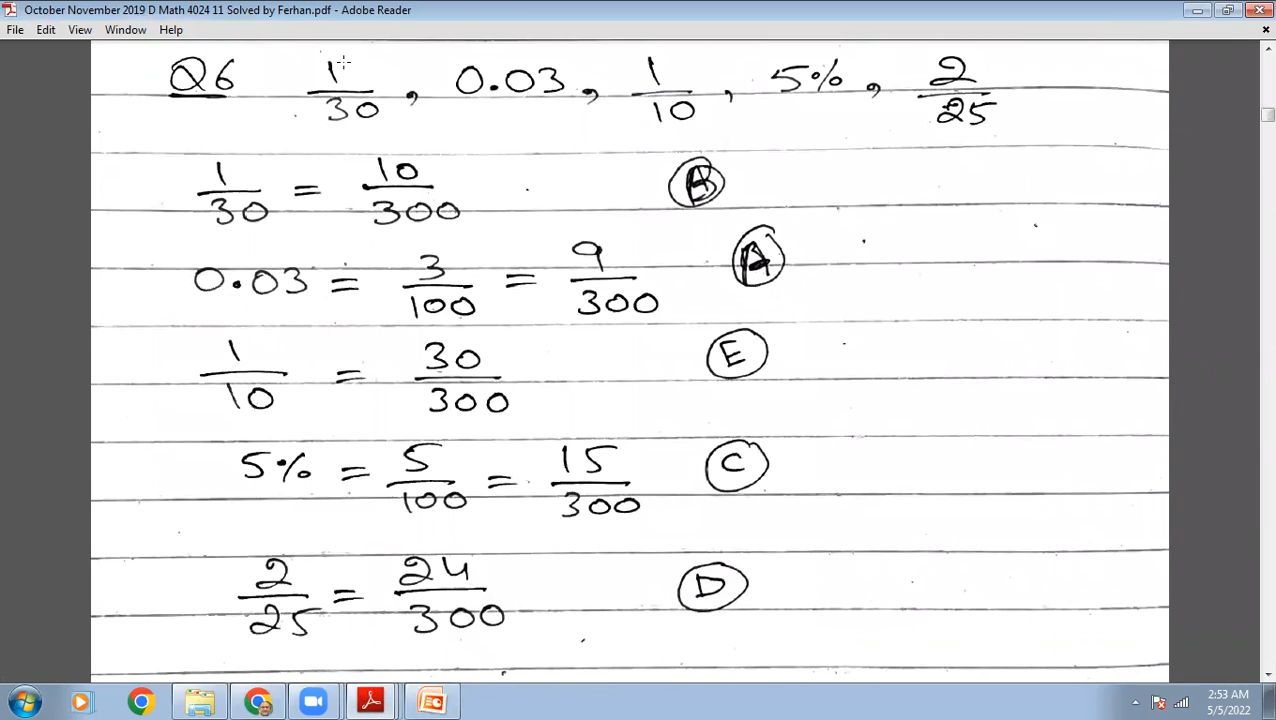 October November 2019 D Math 4024 11 Solved by Ferhan.pdf - Adobe Reader
File Edit View Window Help
Q6 1/30, 0.03, 1/10, 5%, 2/25
1/30 = 10/300 B
0.03 = 3/100 = 9/300 A
1/10 = 30/300 E
5% = 5/100 = 15/300 C
2/25 = 24/300 D
2:53 AM
5/5/2022